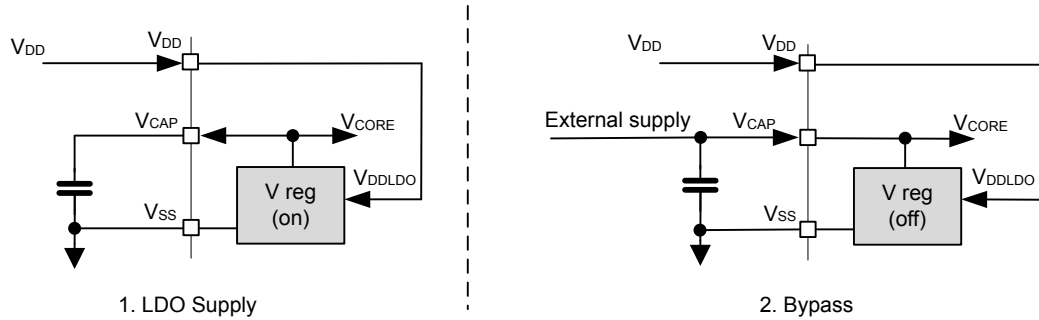 VDD
VDD
VCAP
VCORE
VDDLDO
V reg
(on)
VSS
1. LDO Supply
VDD
VDD
External supply
VCAP
VCORE
VDDLDO
V reg
(off)
VSS
2. Bypass